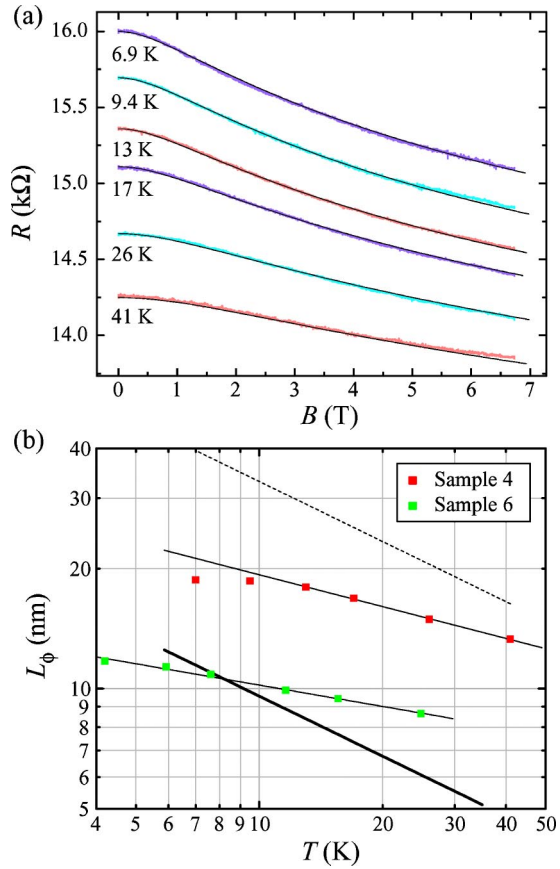 (a)
16.0
15.5
15.0
14.5
14.0
R (kΩ)
6.9 K
9.4 K
13 K
17 K
26 K
41 K
0 1 2 3 4 5 6 7
B (T)
(b)
40
30
20
10
9
8
7
6
5
L_ϕ (nm)
Sample 4
Sample 6
4 5 6 7 8 9 10 20 30 40 50
T (K)